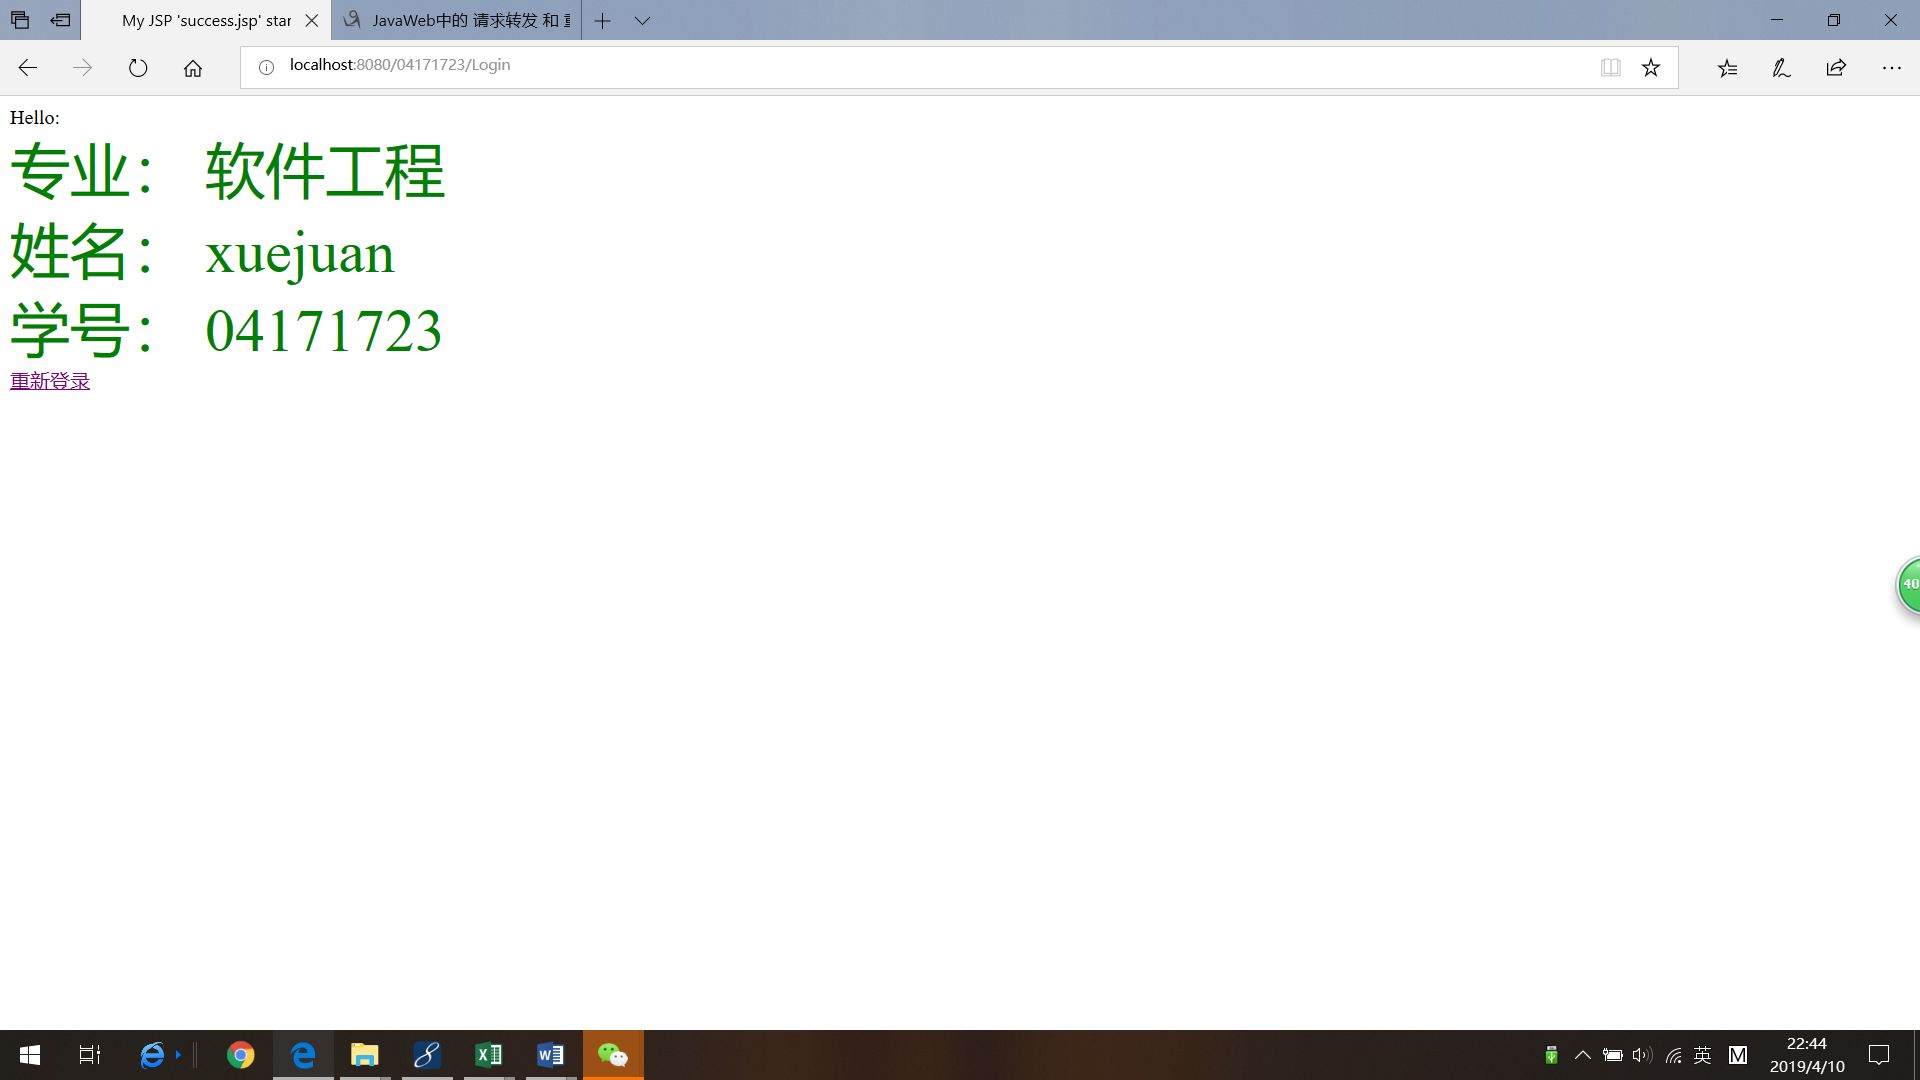 My JSP 'success.jsp' star
JavaWeb中的 请求转发 和 重
localhost:8080/04171723/Login
Hello:
专业： 软件工程
姓名： xuejuan
学号： 04171723
重新登录
40
英
M
22:44
2019/4/10